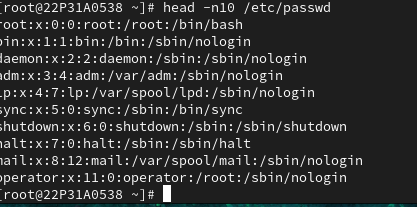 [root@22P31A0538 ~]# head -n10 /etc/passwd
root:x:0:0:root:/root:/bin/bash
bin:x:1:1:bin:/bin:/sbin/nologin
daemon:x:2:2:daemon:/sbin:/sbin/nologin
adm:x:3:4:adm:/var/adm:/sbin/nologin
lp:x:4:7:lp:/var/spool/lpd:/sbin/nologin
sync:x:5:0:sync:/sbin:/bin/sync
shutdown:x:6:0:shutdown:/sbin:/sbin/shutdown
halt:x:7:0:halt:/sbin:/sbin/halt
mail:x:8:12:mail:/var/spool/mail:/sbin/nologin
operator:x:11:0:operator:/root:/sbin/nologin
[root@22P31A0538 ~]#